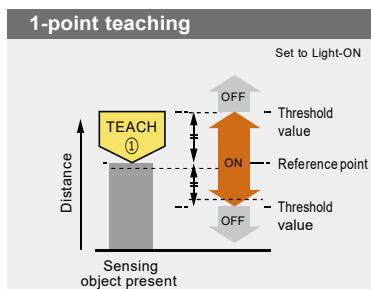 1-point teaching
Set to Light-ON
OFF
TEACH
①
Threshold
value
ON
Reference point
Distance
Threshold
value
OFF
Sensing
object present